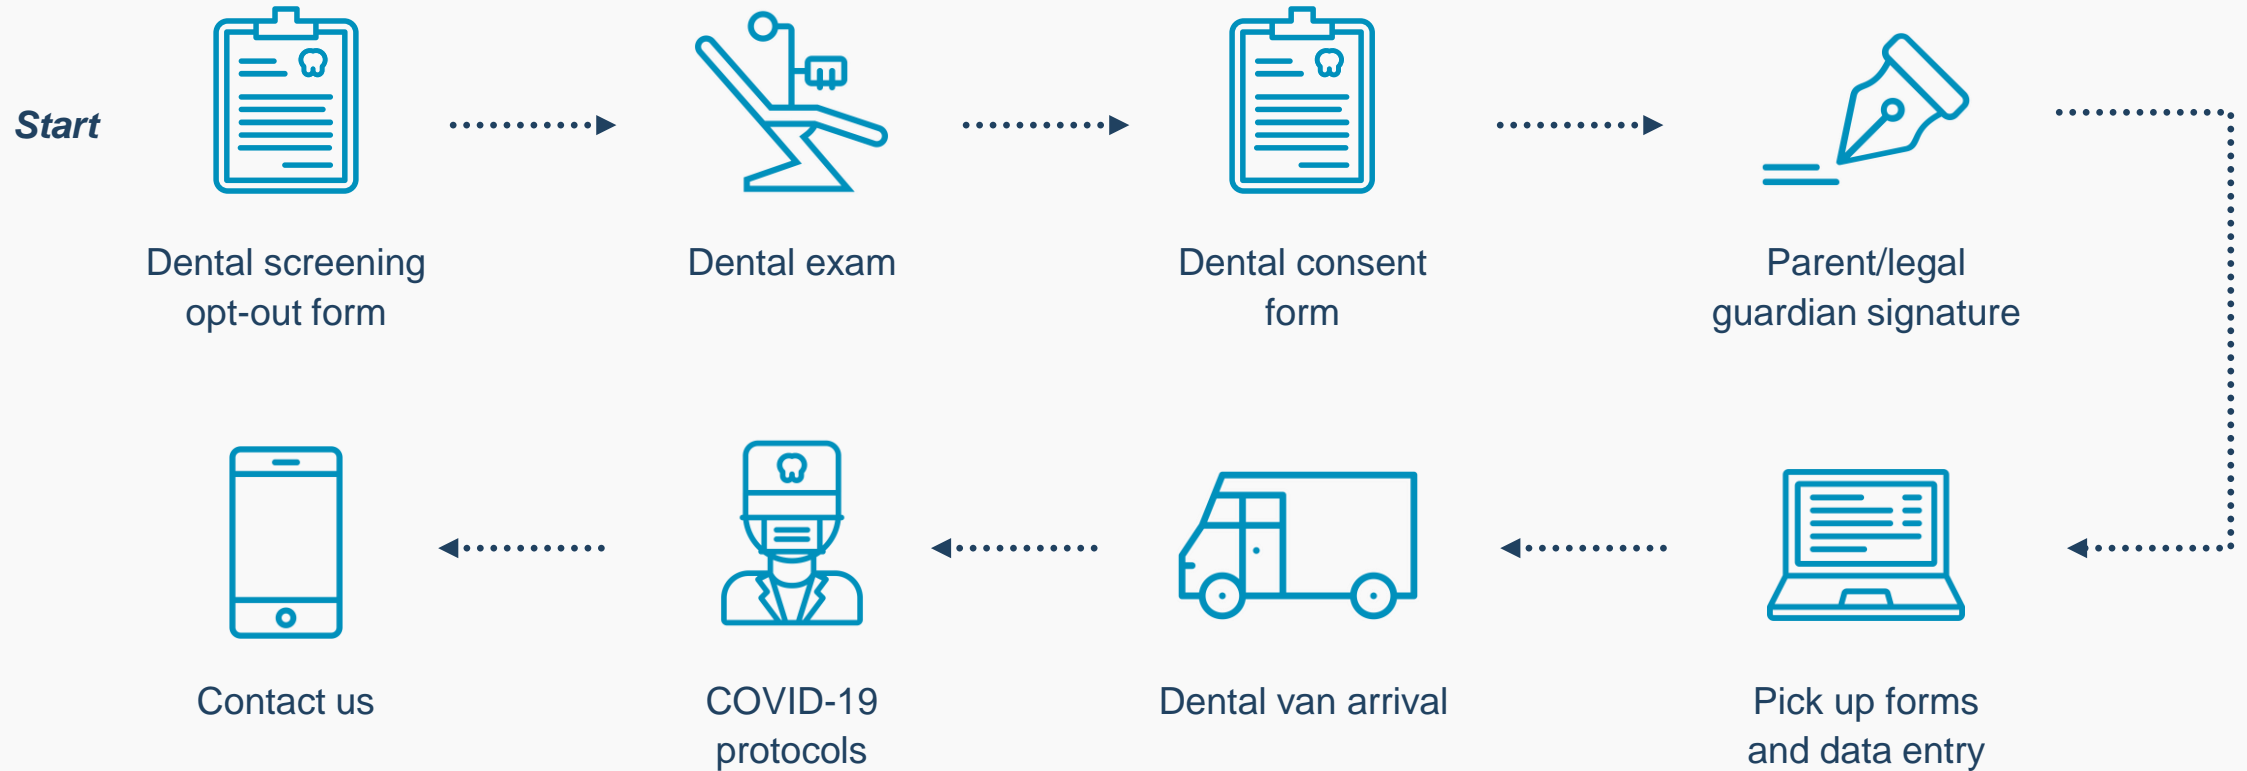 Start
Dental screening
opt-out form
Dental exam
Dental consent
form
Parent/legal
guardian signature
Contact us
COVID-19
protocols
Dental van arrival
Pick up forms
and data entry